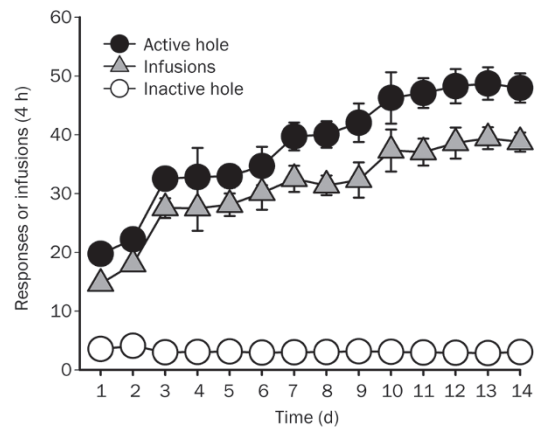 60
50
40
30
20
10
0
Responses or infusions (4 h)
Active hole
Infusions
Inactive hole
1 2 3 4 5 6 7 8 9 10 11 12 13 14
Time (d)